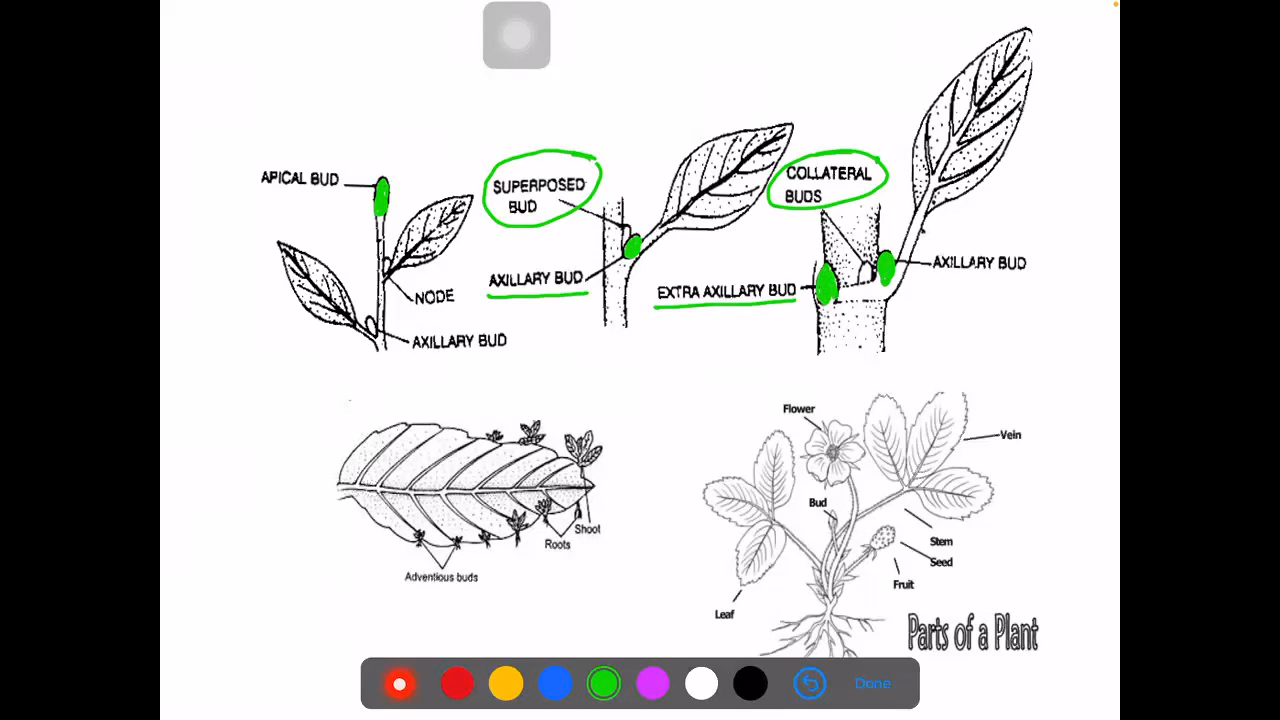 APICAL BUD
SUPERPOSED
BUD
COLLATERAL
BUDS
AXILLARY BUD
EXTRA AXILLARY BUD
AXILLARY BUD
NODE
AXILLARY BUD
Flower
Vein
Bud
Shoot
Roots
Stem
Seed
Adventious buds
Fruit
Leaf
Parts of a Plant
Done